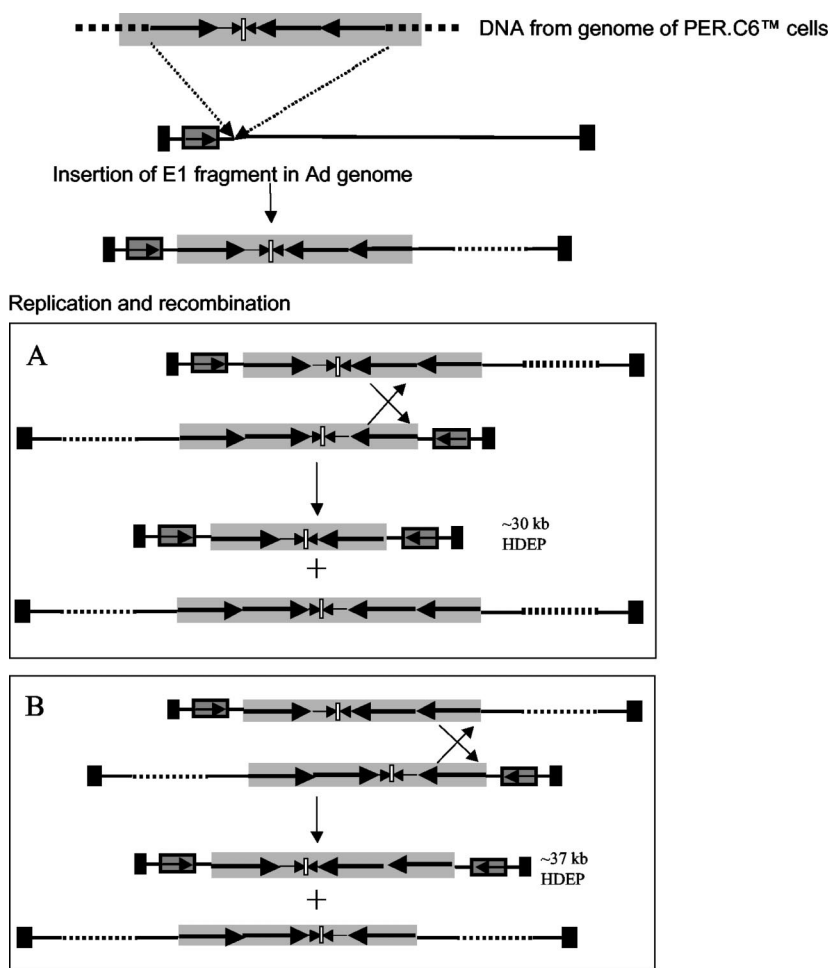 DNA from genome of PER.C6™ cells
Insertion of E1 fragment in Ad genome
Replication and recombination
A
~30 kb
HDEP
+
B
~37 kb
HDEP
+